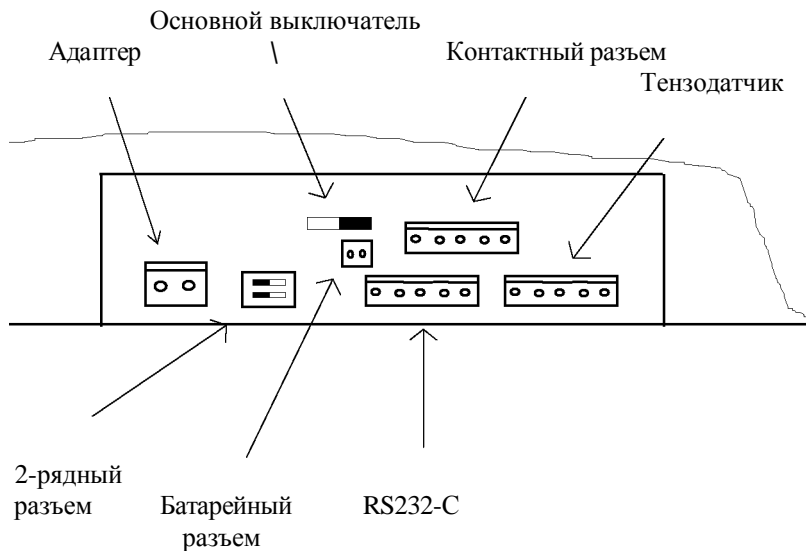 Основной выключатель
\
Адаптер
Контактный разъем
Тензодатчик
2-рядный
разъем
Батарейный
разъем
RS232-C